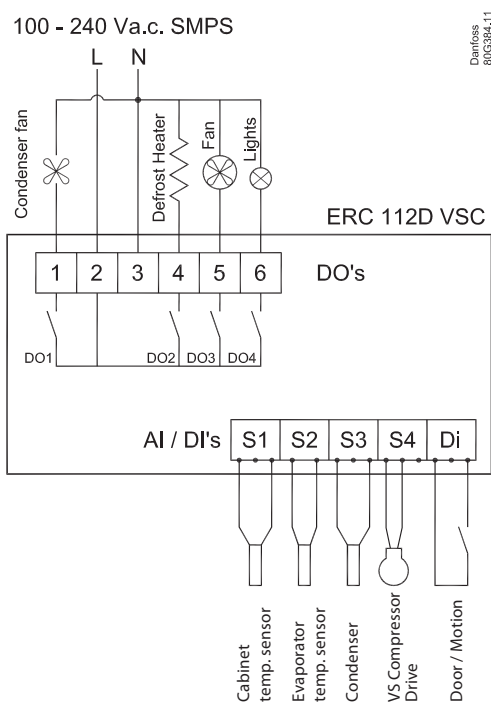 100 - 240 Va.c. SMPS
Danfoss
80G384.11
L N
Condenser fan
Defrost Heater
Fan
Lights
ERC 112D VSC
1 2 3 4 5 6 DO's
DO1 DO2 DO3 DO4
AI / DI's S1 S2 S3 S4 Di
Cabinet
temp. sensor
Evaporator
temp. sensor
Condenser
VS Compressor
Drive
Door / Motion